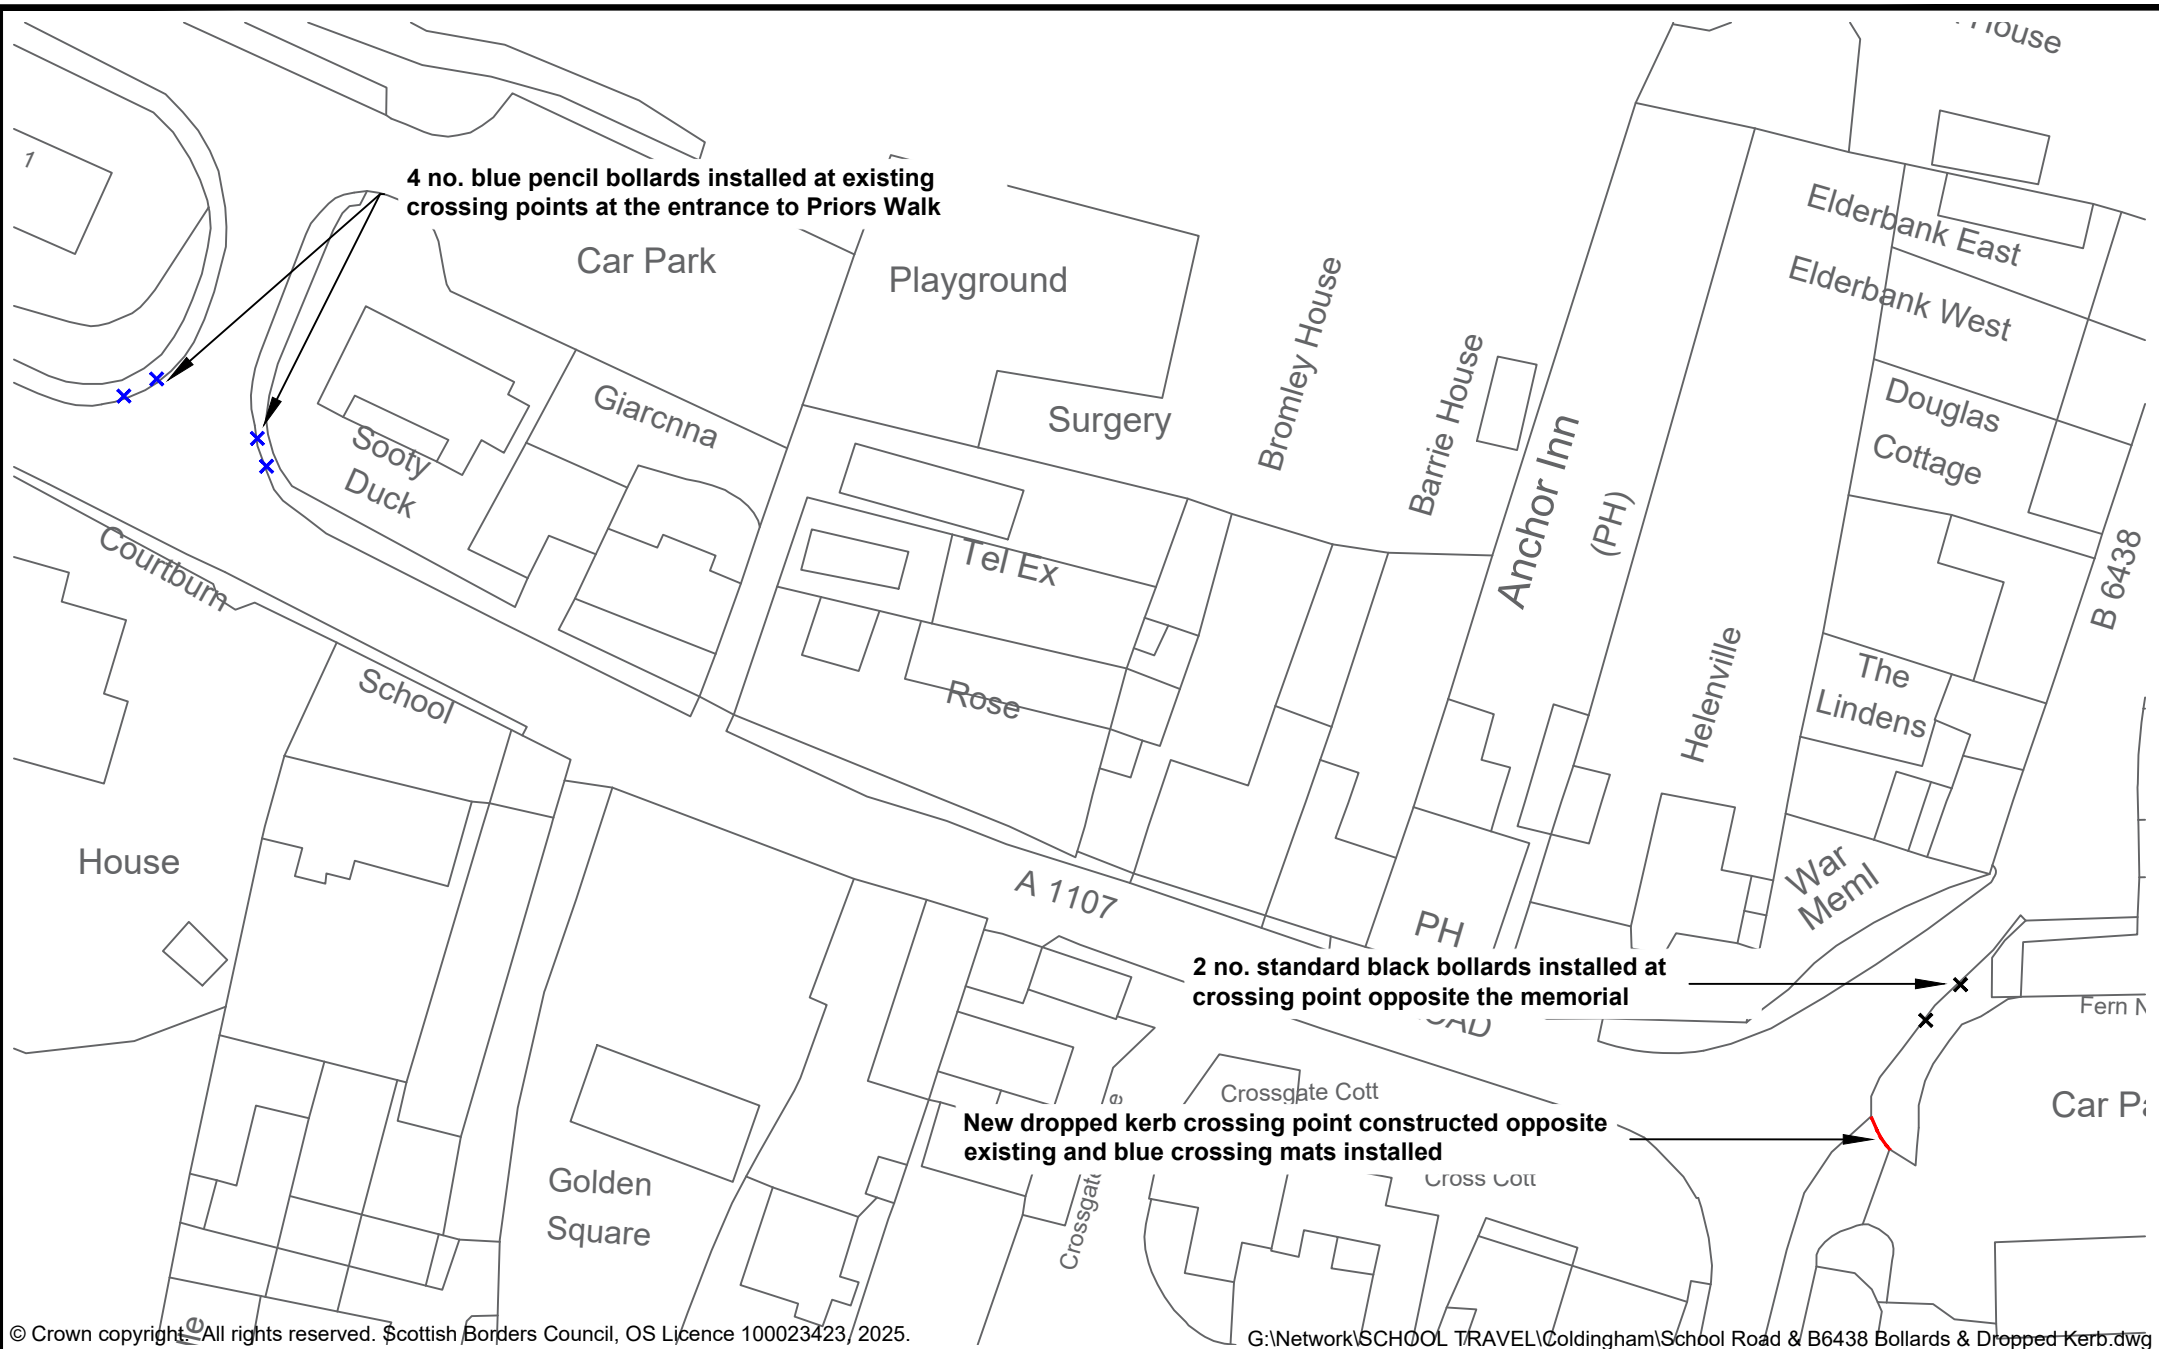 House
1
4 no. blue pencil bollards installed at existing
crossing points at the entrance to Priors Walk
Car Park
Playground
Surgery
Bromley House
Barrie House
Anchor Inn
(PH)
Elderbank East
Elderbank West
Douglas
Cottage
B 6438
Giarcnna
Sooty
Duck
Courtburn
Tel Ex
School
Rose
Helenville
The
Lindens
House
A 1107
War
Meml
PH
2 no. standard black bollards installed at
crossing point opposite the memorial
Fern N
Crossgate Cott
Car Pa
New dropped kerb crossing point constructed opposite
existing and blue crossing mats installed
Cross Cott
Crossgate
Golden
Square
© Crown copyright. All rights reserved. Scottish Borders Council, OS Licence 100023423, 2025.
G:\Network\SCHOOL TRAVEL\Coldingham\School Road & B6438 Bollards & Dropped Kerb.dwg